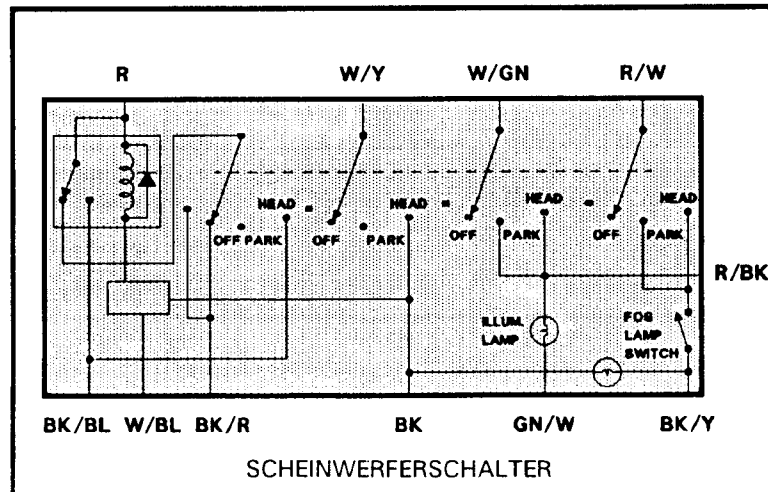 R W/Y W/GN R/W
HEAD HEAD HEAD HEAD
OFF PARK OFF PARK OFF PARK OFF PARK
R/BK
ILLUM. LAMP
FOG LAMP SWITCH
BK/BL W/BL BK/R BK GN/W BK/Y
SCHEINWERFERSCHALTER